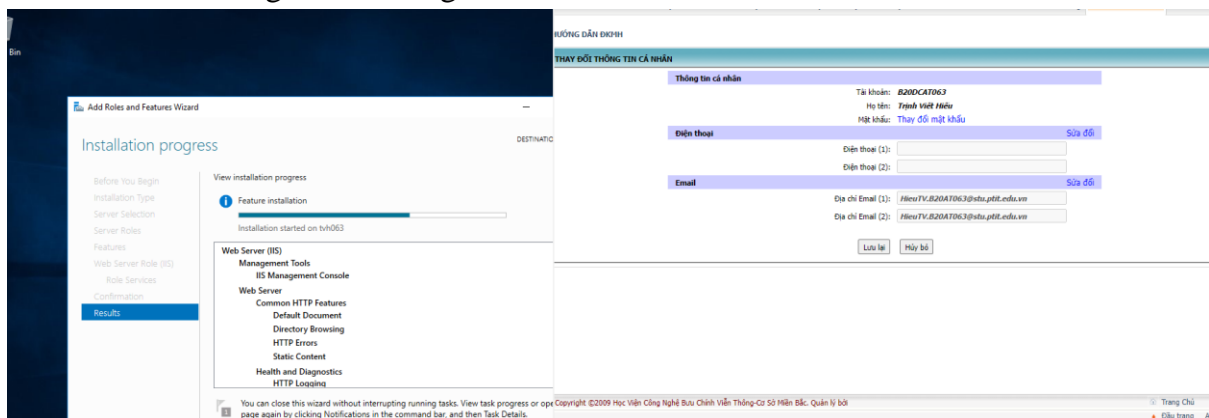 Bin
Add Roles and Features Wizard
Installation progress
DESTINATIO
Before You Begin
Installation Type
Server Selection
Server Roles
Features
Web Server Role (IIS)
Role Services
Confirmation
Results
View installation progress
Feature installation
Installation started on tvh063
Web Server (IIS)
Management Tools
IIS Management Console
Web Server
Common HTTP Features
Default Document
Directory Browsing
HTTP Errors
Static Content
Health and Diagnostics
HTTP Logging
You can close this wizard without interrupting running tasks. View task progress or ope
page again by clicking Notifications in the command bar, and then Task Details.
HƯỚNG DẪN ĐKMH
THAY ĐỔI THÔNG TIN CÁ NHÂN
Thông tin cá nhân
Tài khoản: B20DCAT063
Họ tên: Trịnh Viết Hiếu
Mật khẩu: Thay đổi mật khẩu
Điện thoại Sửa đổi
Điện thoại (1):
Điện thoại (2):
Email Sửa đổi
Địa chỉ Email (1): HieuTV.B20AT063@stu.ptit.edu.vn
Địa chỉ Email (2): HieuTV.B20AT063@stu.ptit.edu.vn
Lưu lại Hủy bỏ
Copyright ©2009 Học Viện Công Nghệ Bưu Chính Viễn Thông-Cơ Sở Miền Bắc. Quản lý bởi
Trang Chủ
Đầu trang